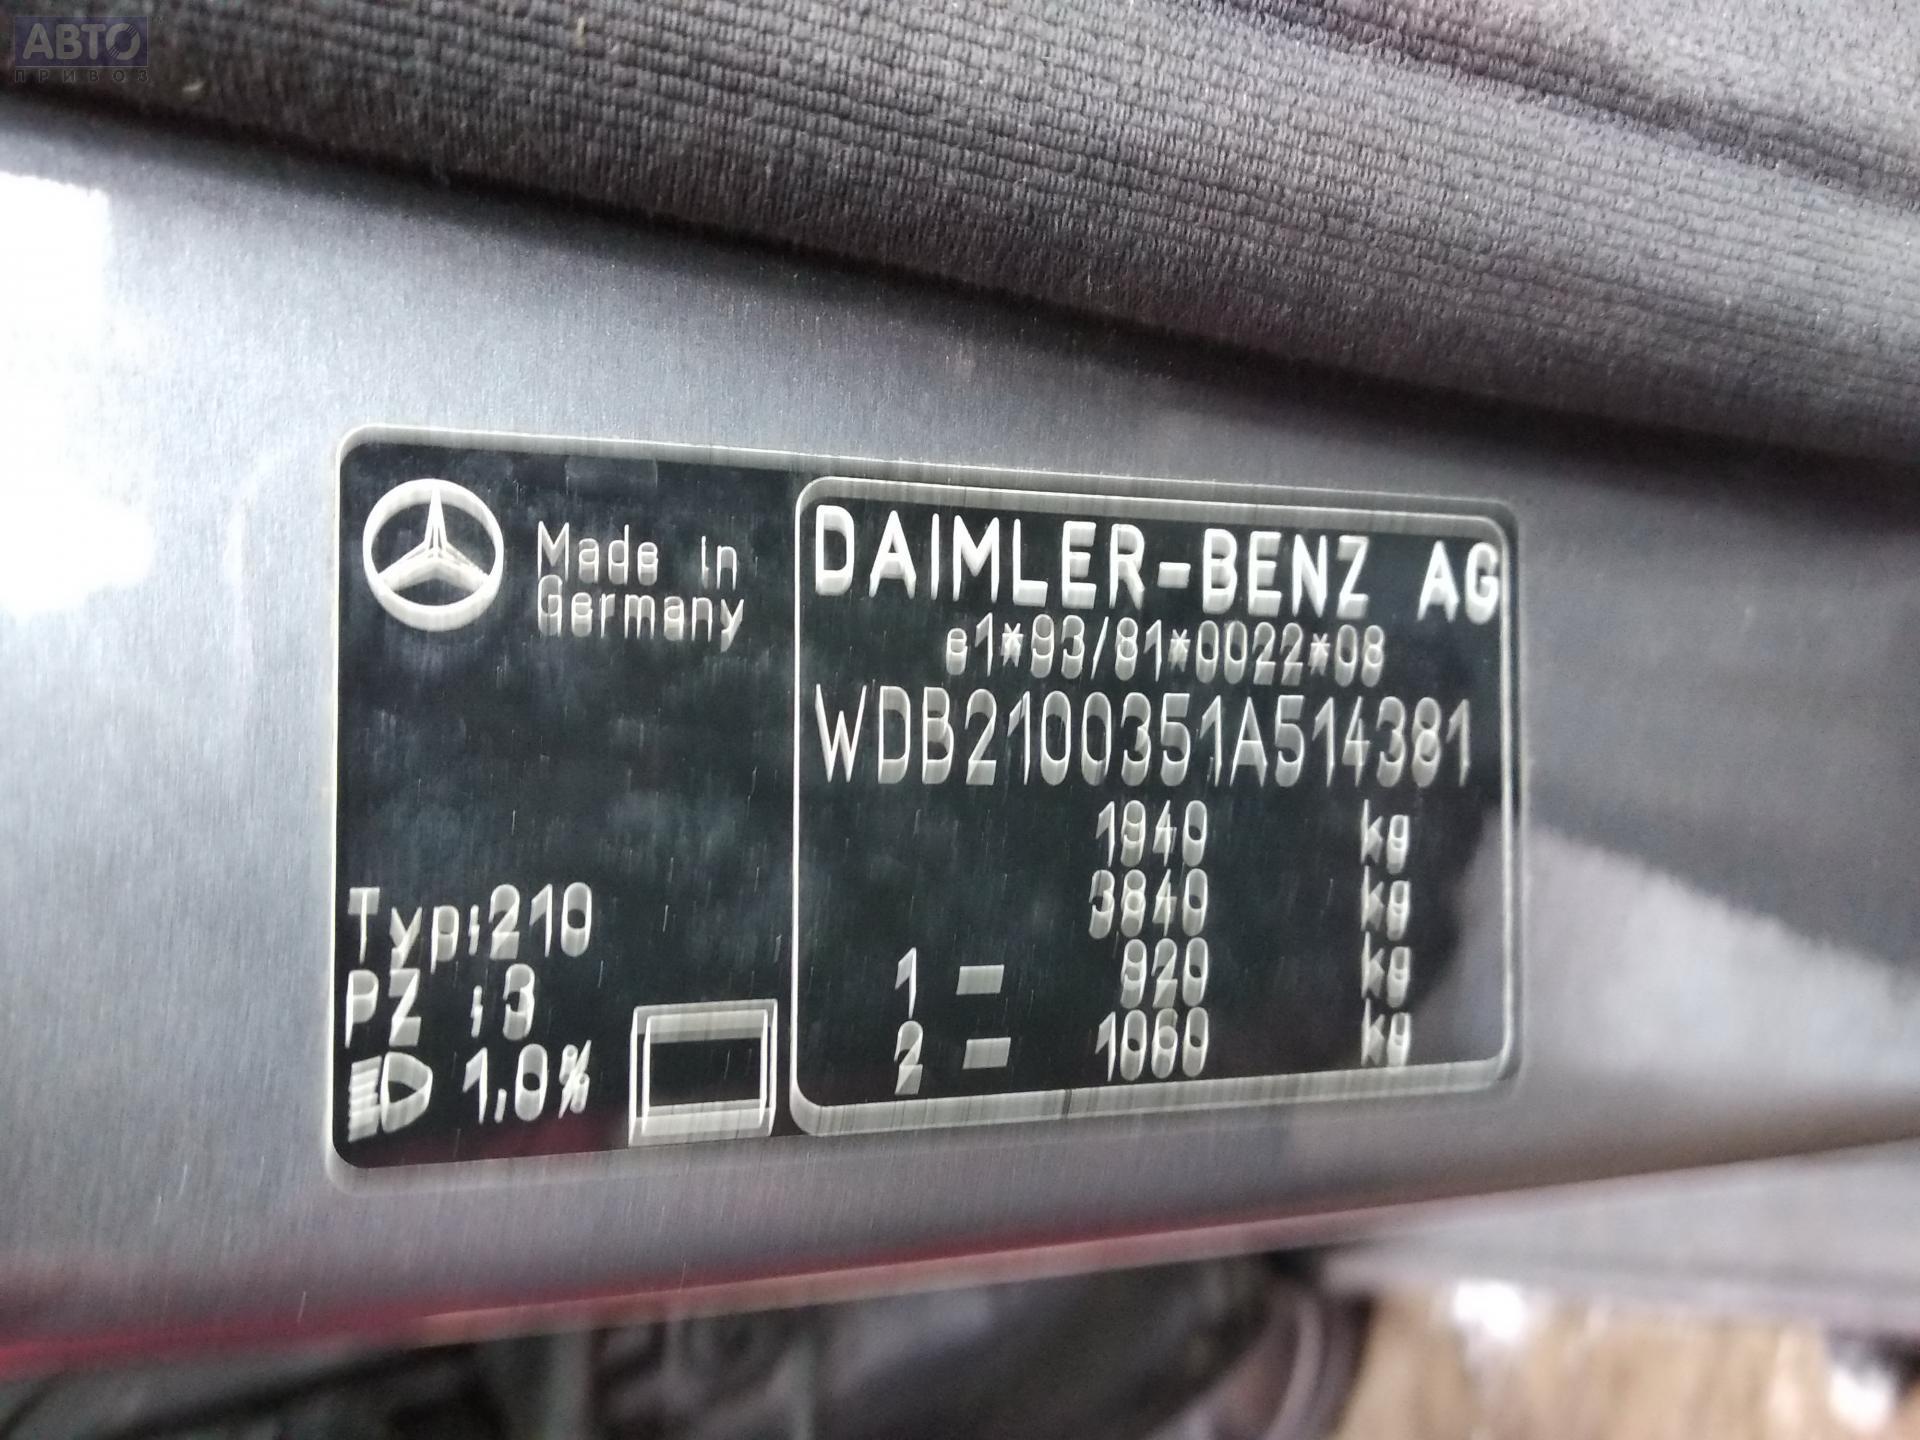 АВТО
ПРИВОЗ
Made in
Germany
DAIMLER-BENZ AG
e1*93/81*0022*08
WDB2100351A514381
1940 kg
3840 kg
1 - 920 kg
2 - 1060 kg
Typ:210
PZ :3
1,0%